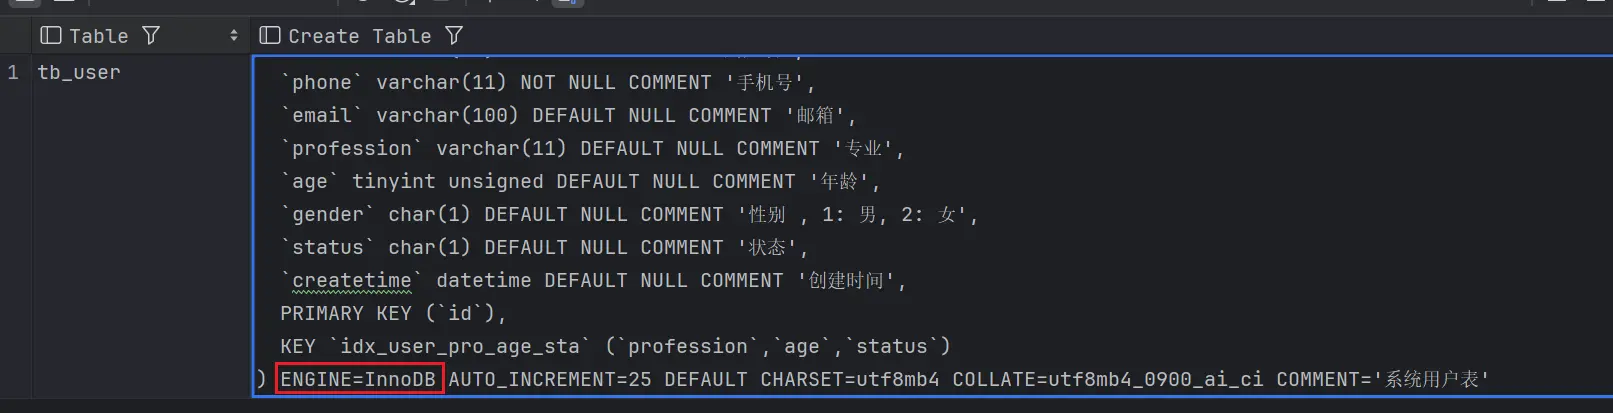 Table Create Table
1 tb_user
`phone` varchar(11) NOT NULL COMMENT '手机号',
`email` varchar(100) DEFAULT NULL COMMENT '邮箱',
`profession` varchar(11) DEFAULT NULL COMMENT '专业',
`age` tinyint unsigned DEFAULT NULL COMMENT '年龄',
`gender` char(1) DEFAULT NULL COMMENT '性别 , 1: 男, 2: 女',
`status` char(1) DEFAULT NULL COMMENT '状态',
`createtime` datetime DEFAULT NULL COMMENT '创建时间',
PRIMARY KEY (`id`),
KEY `idx_user_pro_age_sta` (`profession`,`age`,`status`)
) ENGINE=InnoDB AUTO_INCREMENT=25 DEFAULT CHARSET=utf8mb4 COLLATE=utf8mb4_0900_ai_ci COMMENT='系统用户表'